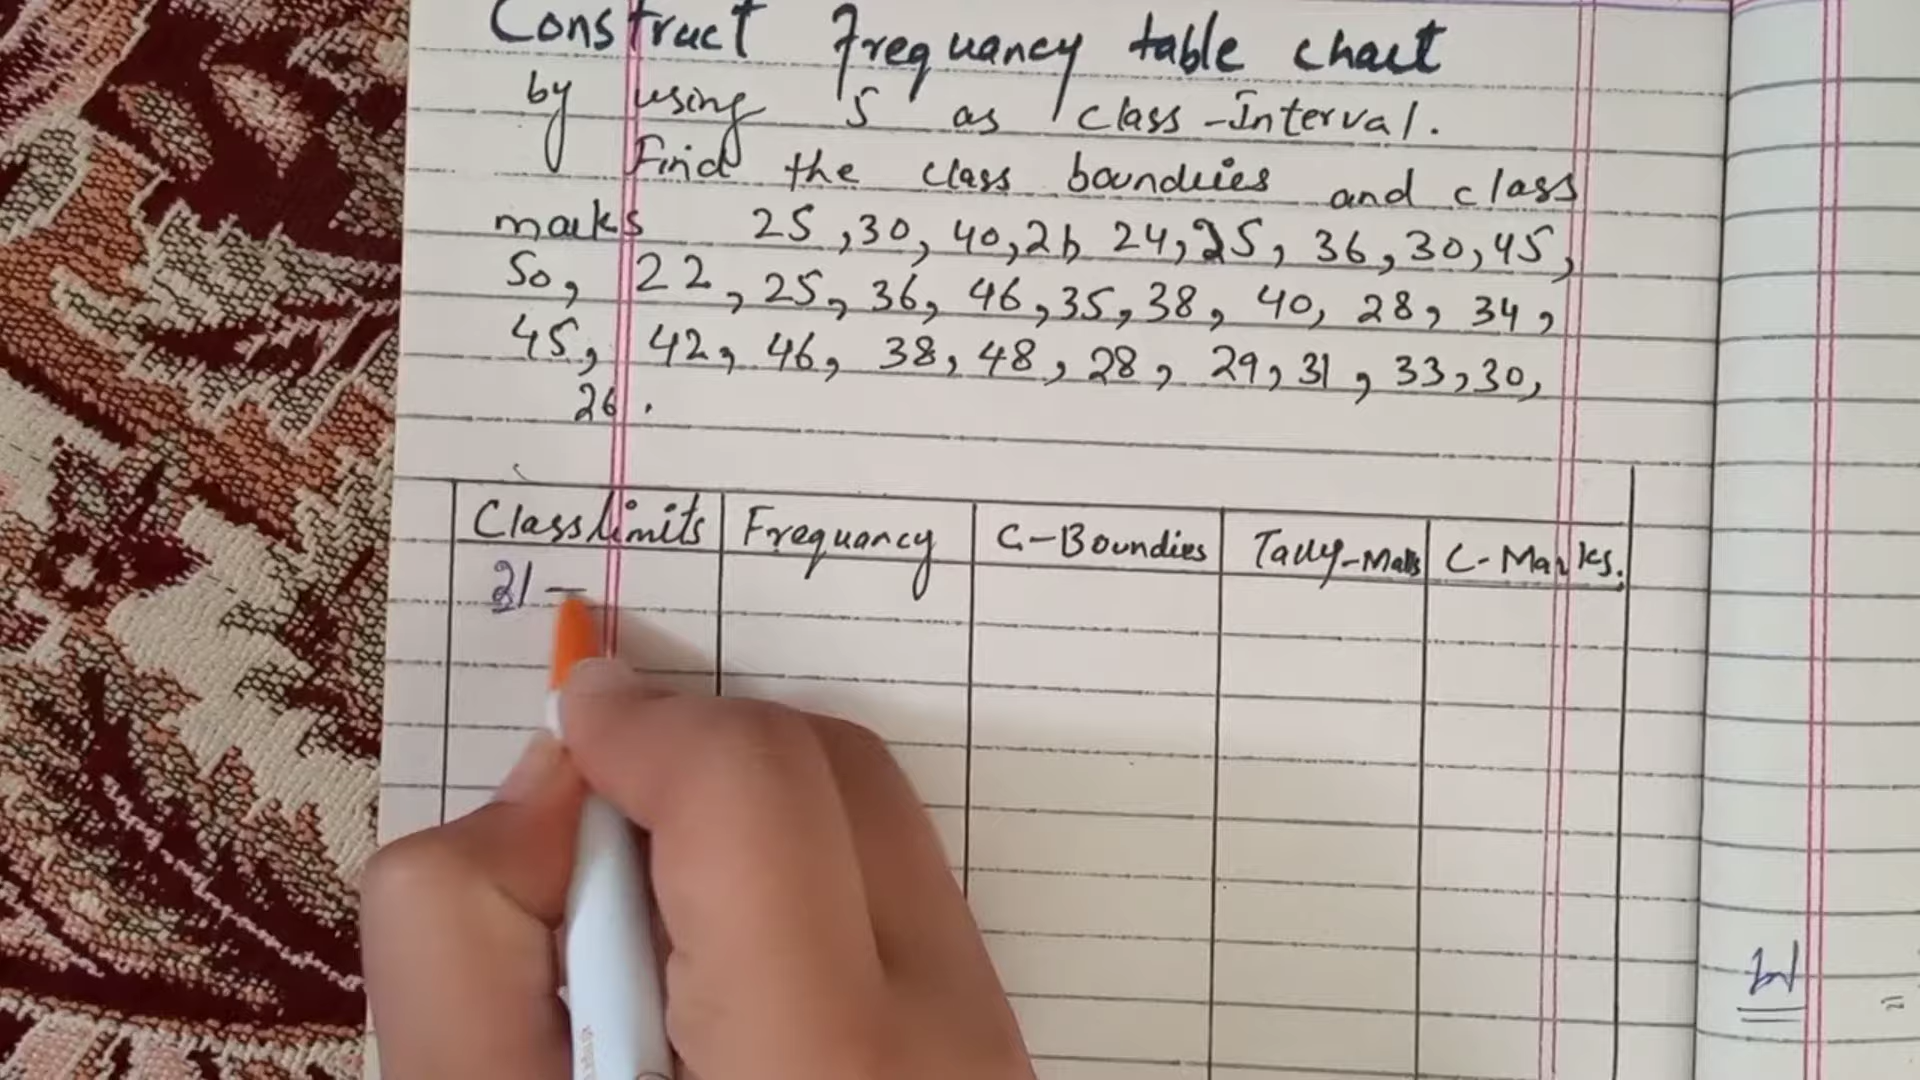 Construct Frequancy table chart
by using 5 as class-Interval.
Find the class boundries and class
marks 25, 30, 40, 26 24, 25, 36, 30, 45,
50, 22, 25, 36, 46, 35, 38, 40, 28, 34,
45, 42, 46, 38, 48, 28, 29, 31, 33, 30,
26.
Class limits Frequancy C-Boundies Tally-Maks C-Marks.
21 -